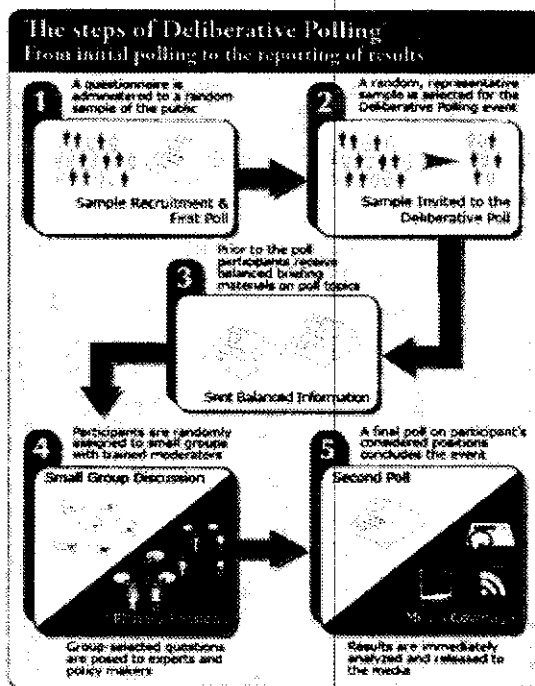 The steps of Deliberative Polling
From initial polling to the reporting of results
1
A questionnaire is
administered to a random
sample of the public
Sample Recruitment &
First Poll
2
A random, representative
sample is selected for the
Deliberative Polling event
Sample Invited to the
Deliberative Poll
3
Prior to the poll
participants receive
balanced briefing
materials on poll topics
Sent Balanced Information
4
Participants are randomly
assigned to small groups
with trained moderators
Small Group Discussion
Group-selected questions
are posed to experts and
policy makers
5
A final poll on participant's
considered positions
concludes the event
Second Poll
Media Coverage
Results are immediately
analyzed and released to
the media